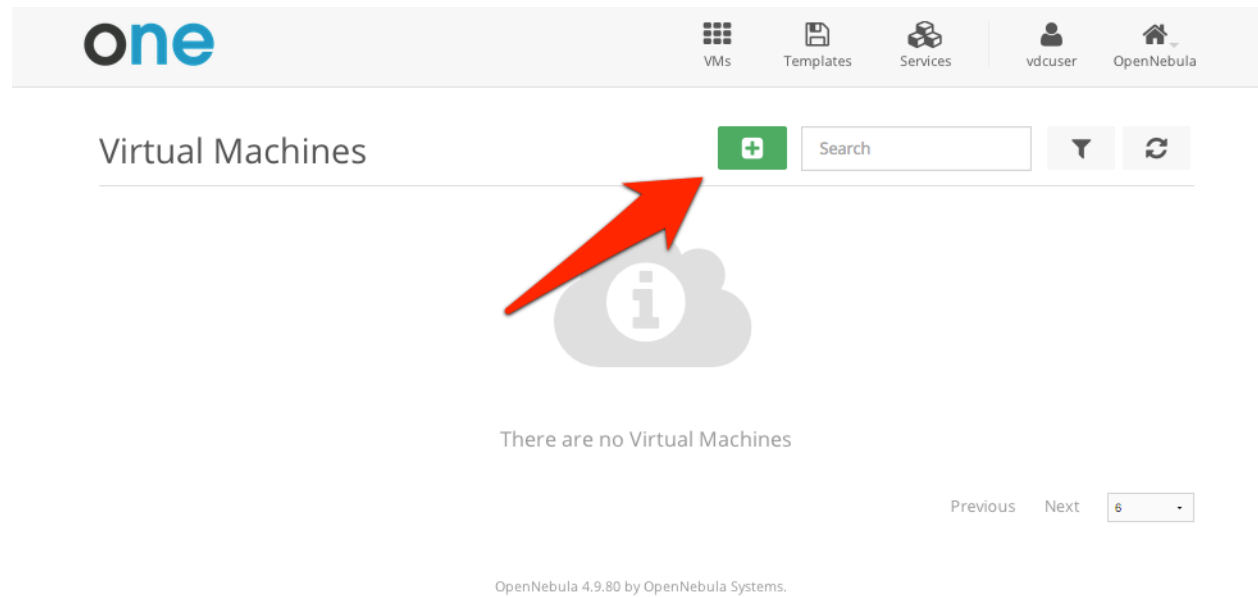 one
VMs Templates Services vdcuser OpenNebula
Virtual Machines
Search
There are no Virtual Machines
Previous Next 6
OpenNebula 4.9.80 by OpenNebula Systems.